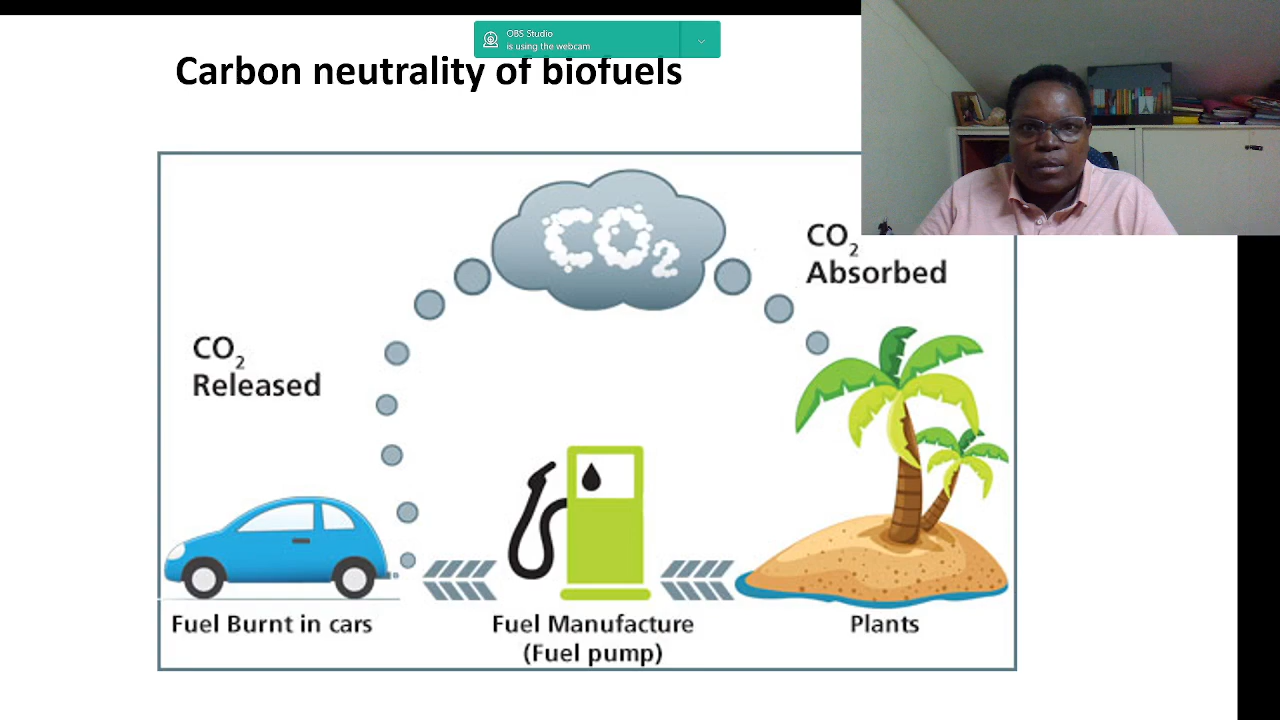 OBS Studio
is using the webcam
Carbon neutrality of biofuels
CO2
CO2
Absorbed
CO2
Released
Fuel Burnt in cars
Fuel Manufacture
(Fuel pump)
Plants